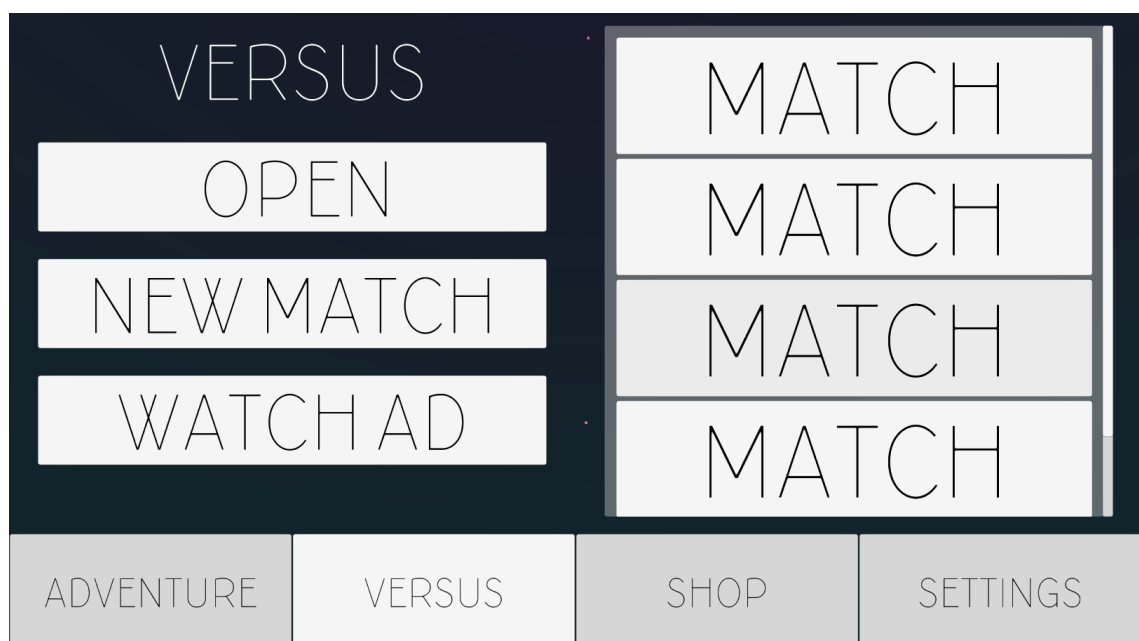 VERSUS
OPEN
NEW MATCH
WATCH AD
MATCH
MATCH
MATCH
MATCH
ADVENTURE
VERSUS
SHOP
SETTINGS